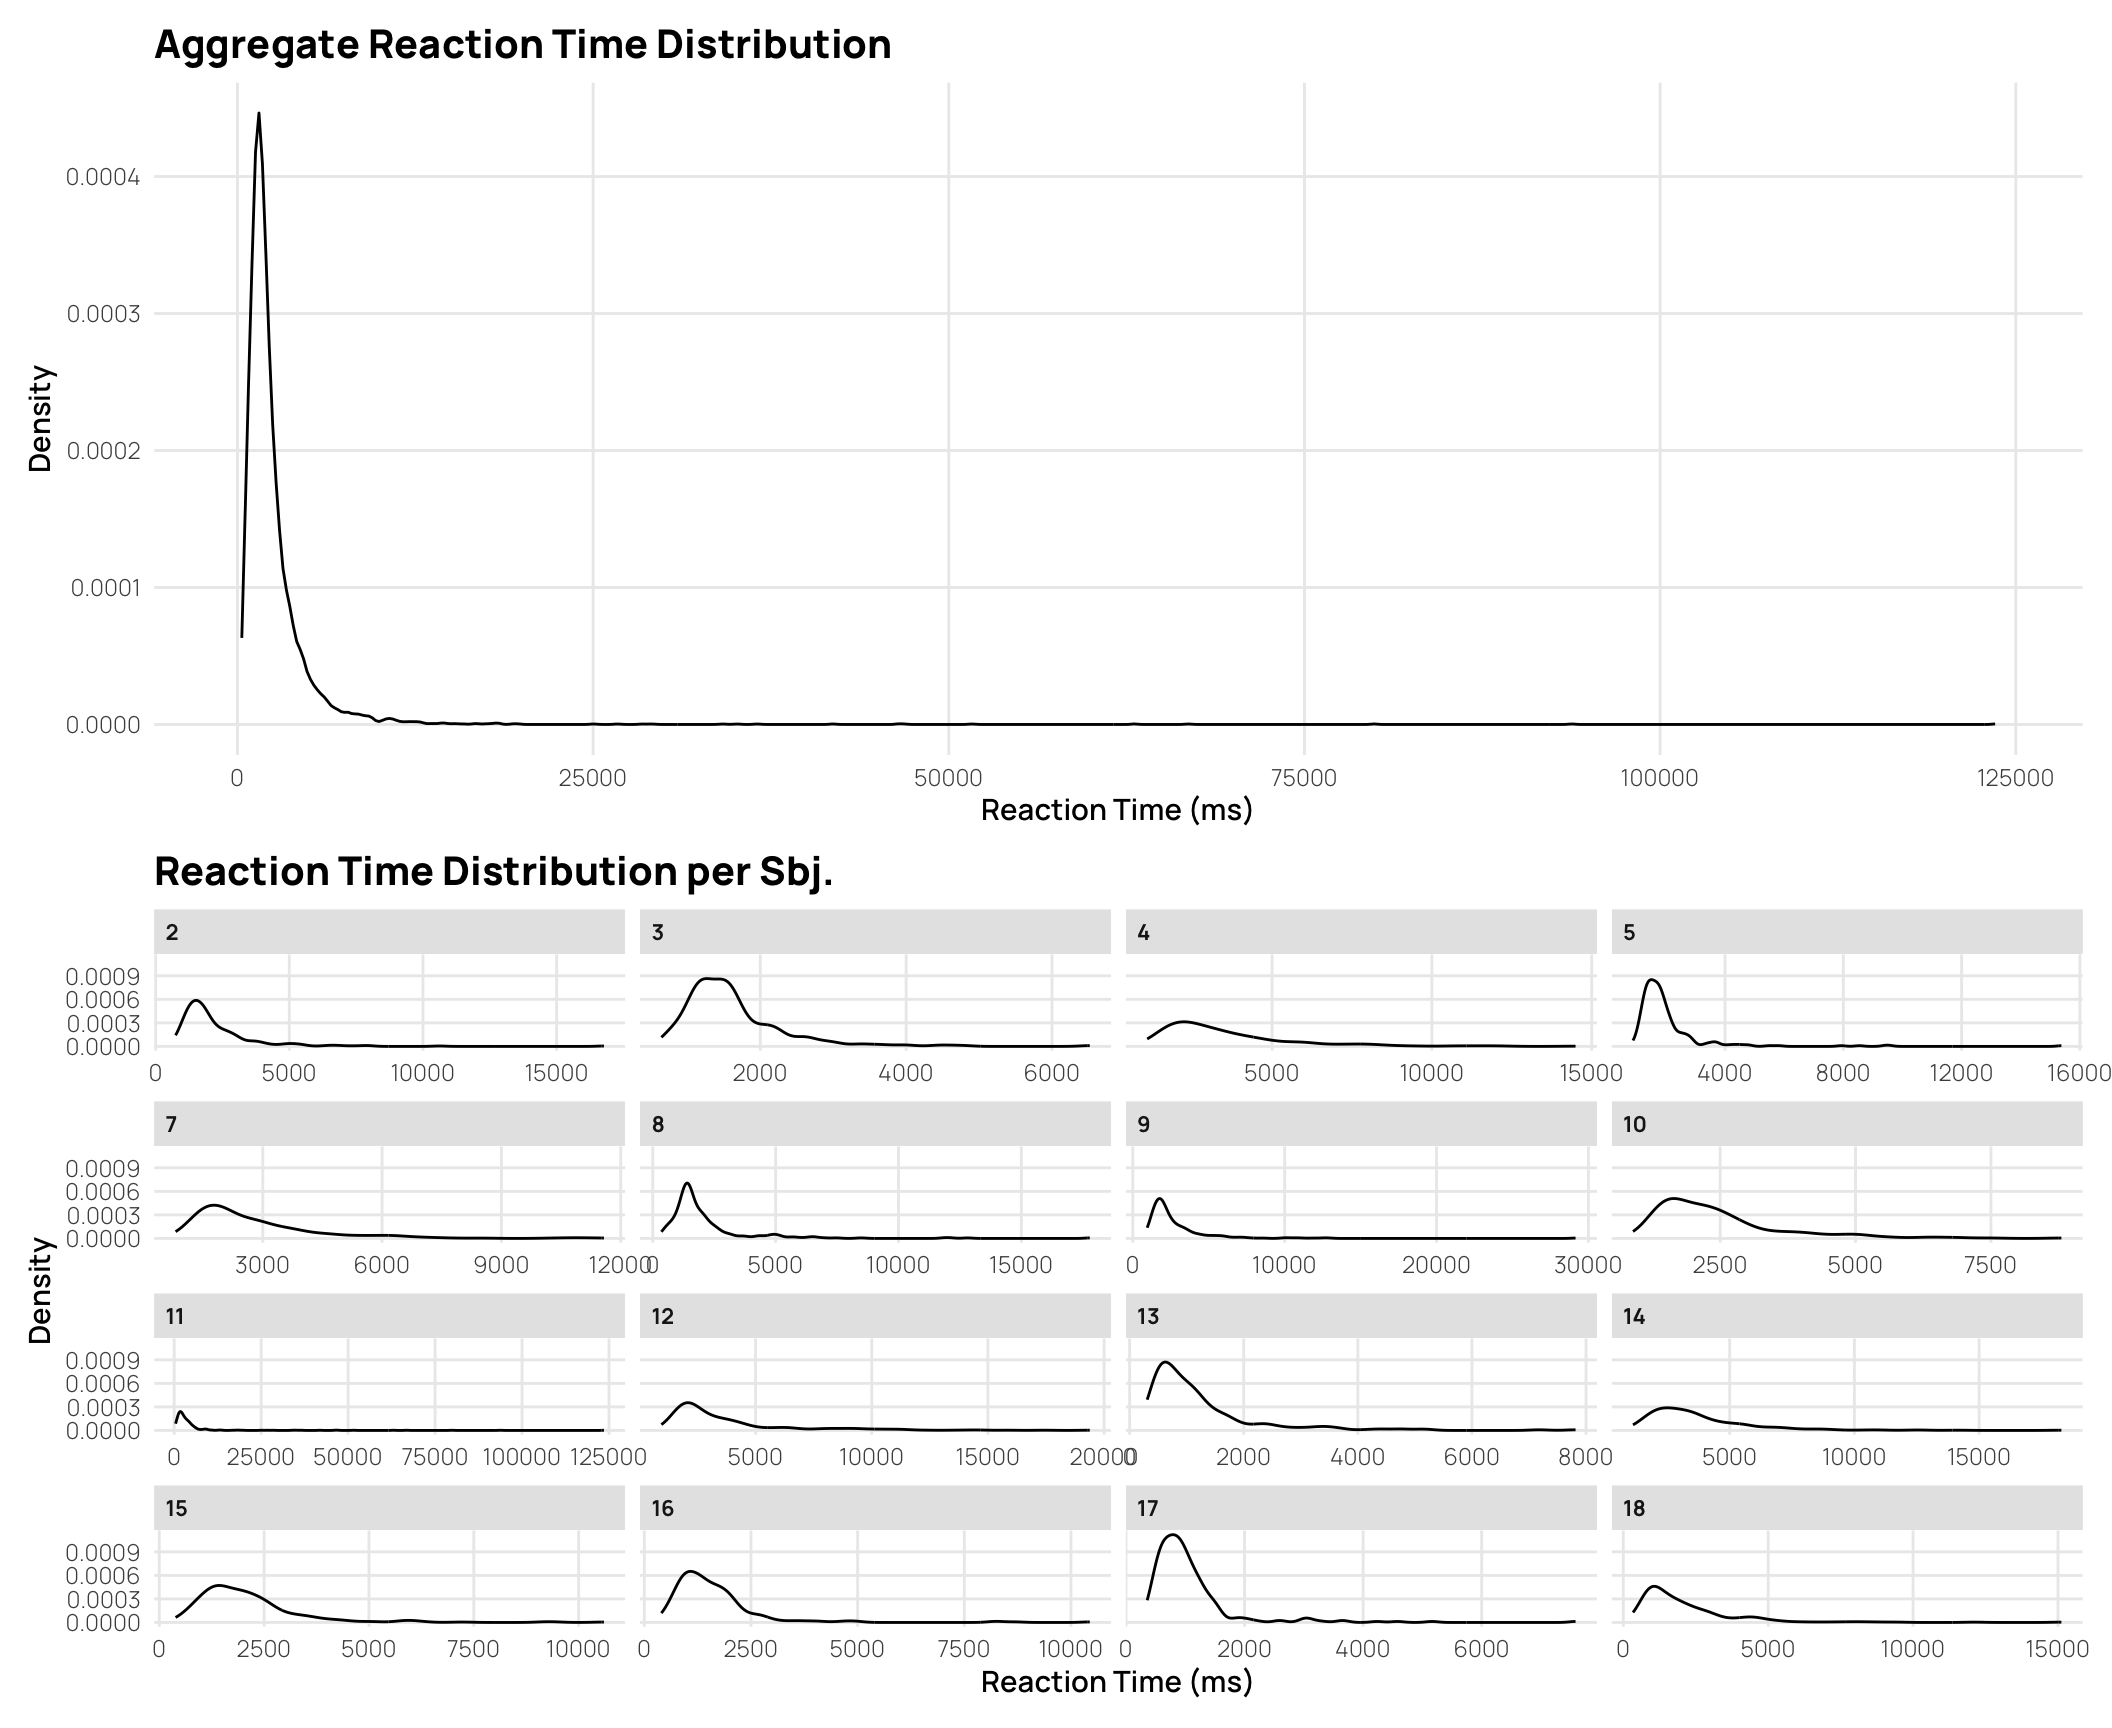 Aggregate Reaction Time Distribution
Density
0.0004
0.0003
0.0002
0.0001
0.0000
0 25000 50000 75000 100000 125000
Reaction Time (ms)
Reaction Time Distribution per Sbj.
Density
2 3 4 5
0.0009
0.0006
0.0003
0.0000
0 5000 10000 15000 2000 4000 6000 5000 10000 15000 4000 8000 12000 16000
7 8 9 10
0.0009
0.0006
0.0003
0.0000
3000 6000 9000 12000 0 5000 10000 15000 0 10000 20000 30000 2500 5000 7500
11 12 13 14
0.0009
0.0006
0.0003
0.0000
0 25000 50000 75000 100000 125000 5000 10000 15000 20000 0 2000 4000 6000 8000 5000 10000 15000
15 16 17 18
0.0009
0.0006
0.0003
0.0000
0 2500 5000 7500 10000 0 2500 5000 7500 10000 0 2000 4000 6000 0 5000 10000 15000
Reaction Time (ms)